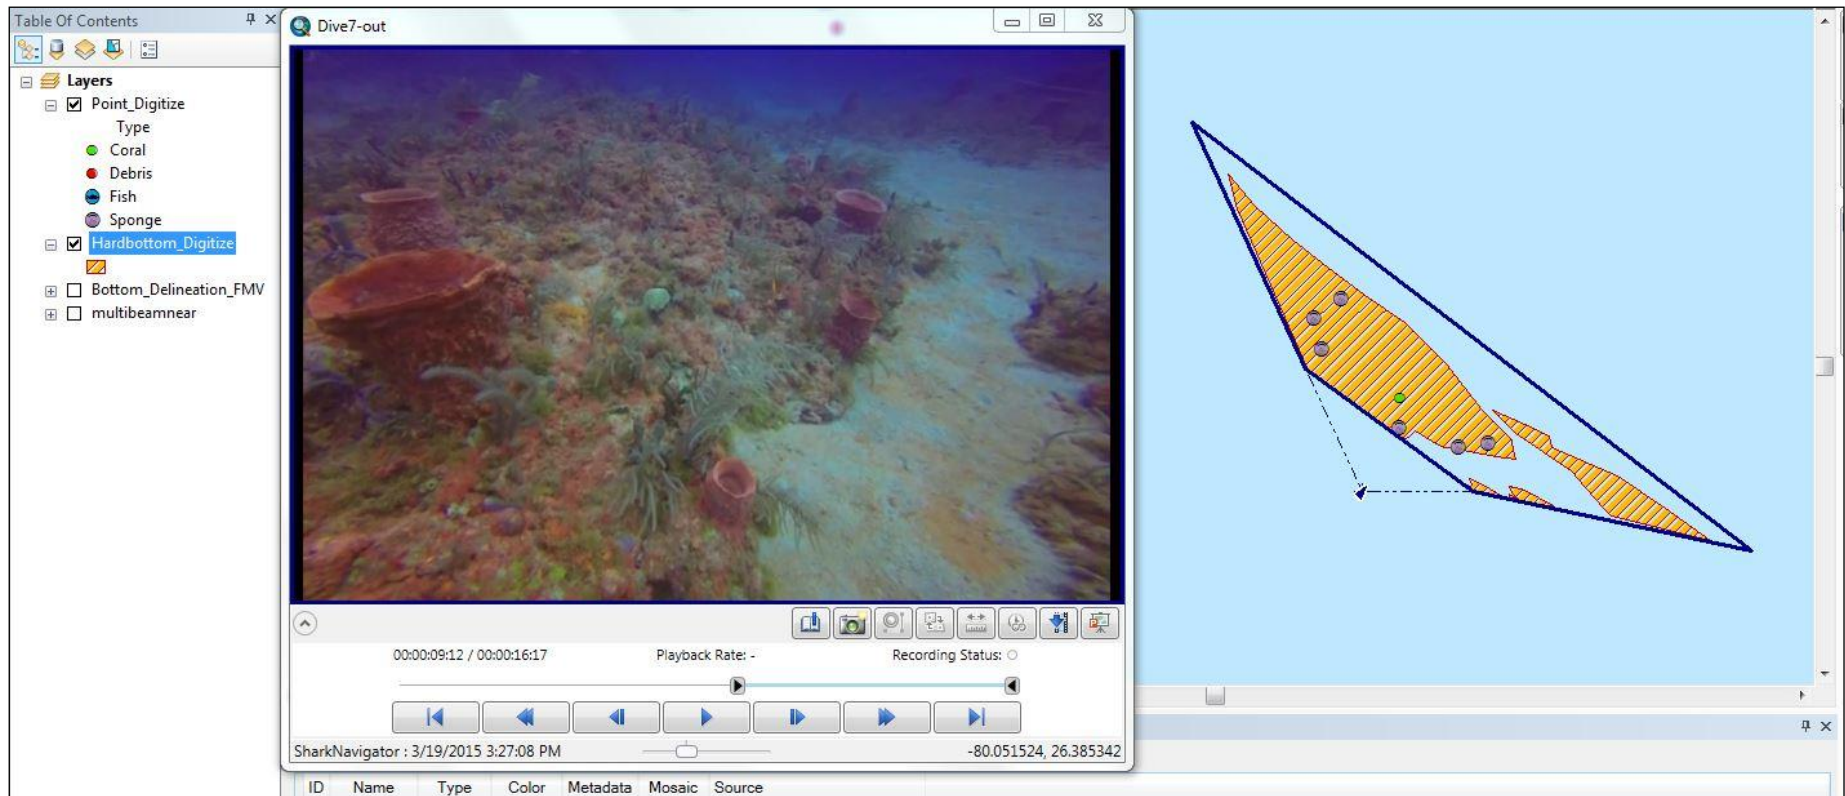 Table Of Contents
Layers
Point_Digitize
Type
Coral
Debris
Fish
Sponge
Hardbottom_Digitize
Bottom_Delineation_FMV
multibeamnear
Dive7-out
00:00:09:12 / 00:00:16:17 Playback Rate: - Recording Status:
SharkNavigator : 3/19/2015 3:27:08 PM -80.051524, 26.385342
ID Name Type Color Metadata Mosaic Source